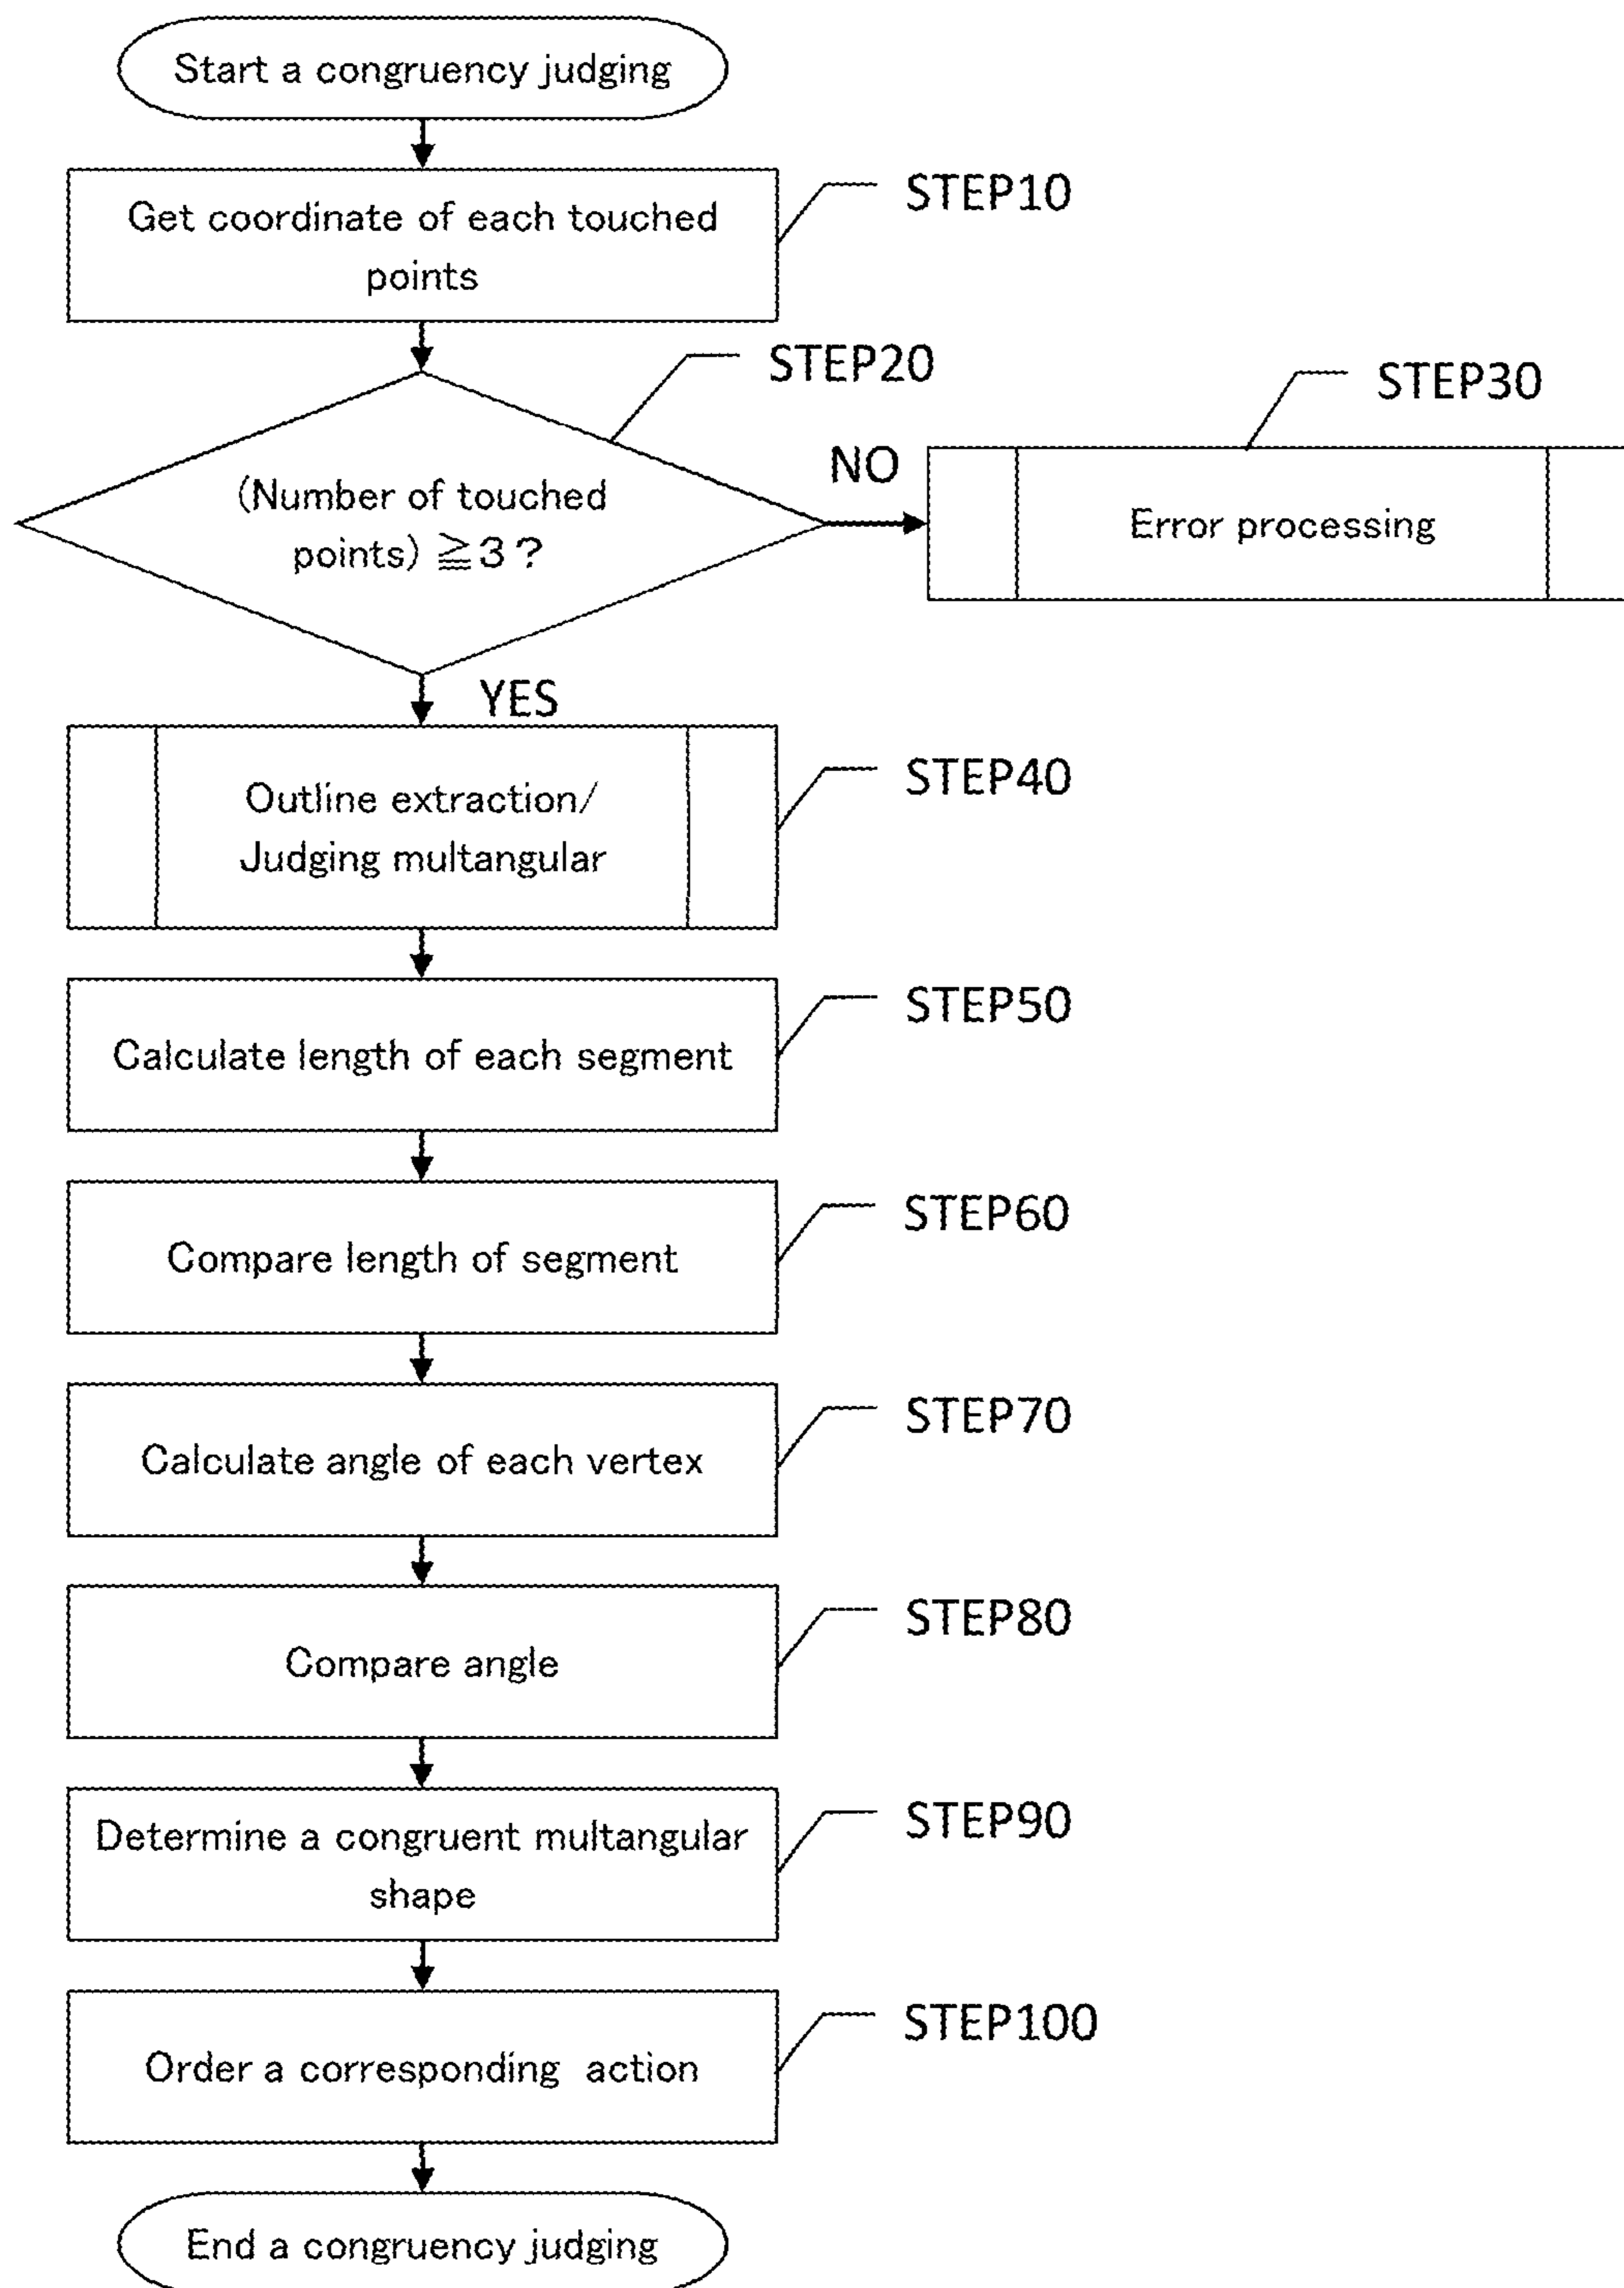 Start a congruency judging
STEP10
Get coordinate of each touched
points
STEP20
STEP30
NO
(Number of touched
points) ≧3？
Error processing
YES
STEP40
Outline extraction/
Judging multangular
STEP50
Calculate length of each segment
STEP60
Compare length of segment
STEP70
Calculate angle of each vertex
STEP80
Compare angle
STEP90
Determine a congruent multangular
shape
STEP100
Order a corresponding action
End a congruency judging